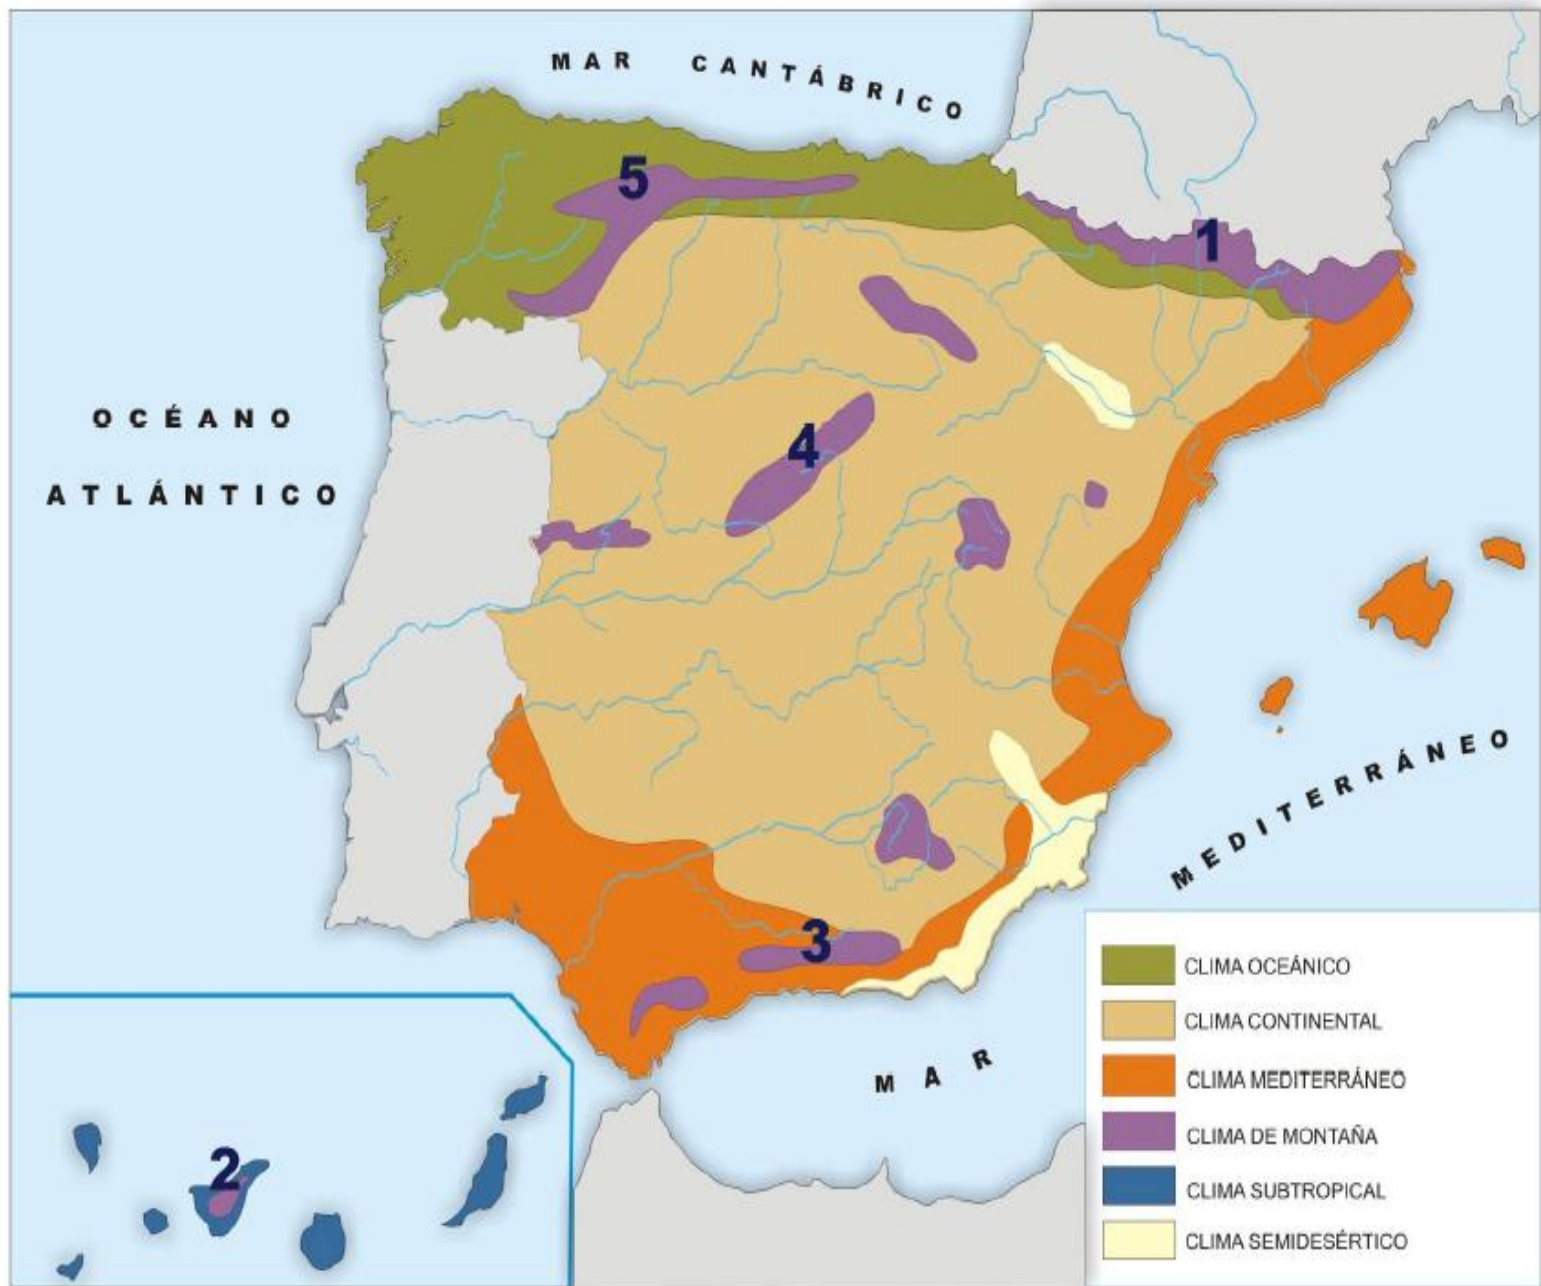 MAR CANTÁBRICO
5
1
OCÉANO
ATLÁNTICO
4
MEDITERRÁNEO
3
MAR
2
CLIMA OCEÁNICO
CLIMA CONTINENTAL
CLIMA MEDITERRÁNEO
CLIMA DE MONTAÑA
CLIMA SUBTROPICAL
CLIMA SEMIDESÉRTICO